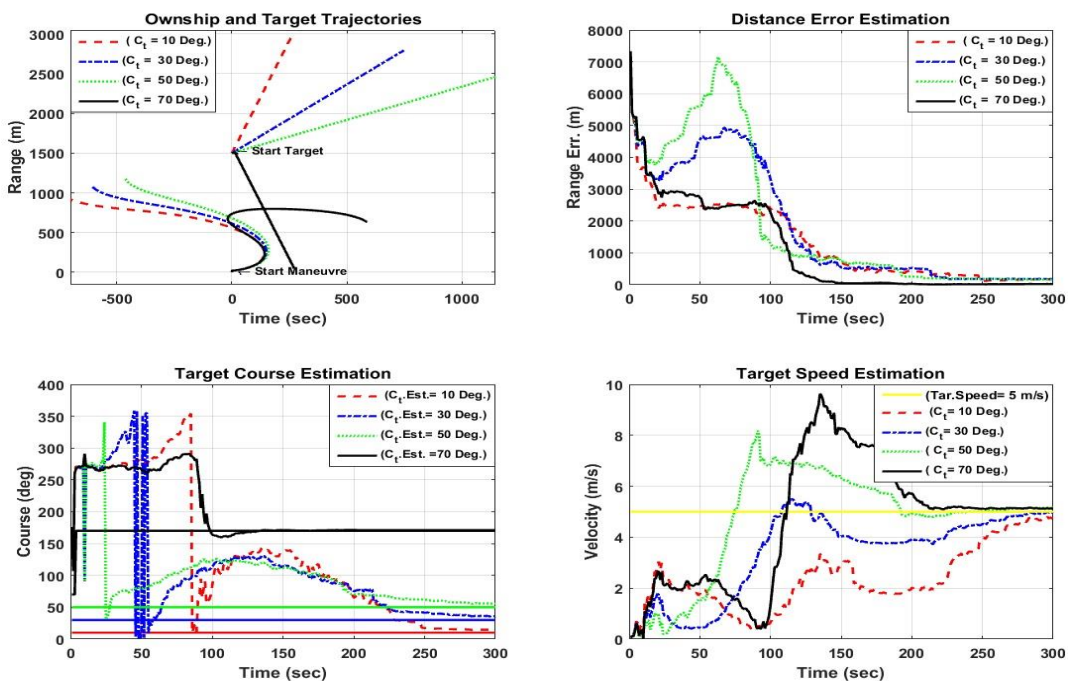 Ownship and Target Trajectories
Range (m)
3000
2500
2000
1500
1000
500
0
( Ct = 10 Deg.)
(Ct = 30 Deg.)
(Ct = 50 Deg.)
(Ct = 70 Deg.)
Start Target
Start Maneuvre
-500
0
500
1000
Time (sec)
Distance Error Estimation
Range Err. (m)
8000
7000
6000
5000
4000
3000
2000
1000
0
( Ct = 10 Deg.)
(Ct = 30 Deg.)
(Ct = 50 Deg.)
(Ct = 70 Deg.)
0
50
100
150
200
250
300
Time (sec)
Target Course Estimation
Course (deg)
400
350
300
250
200
150
100
50
0
(Ct.Est.= 10 Deg.)
(Ct.Est.= 30 Deg.)
(Ct.Est.= 50 Deg.)
(Ct.Est. =70 Deg.)
0
50
100
150
200
250
300
Time (sec)
Target Speed Estimation
Velocity (m/s)
10
8
6
4
2
0
(Tar.Speed= 5 m/s)
(Ct= 10 Deg.)
(Ct= 30 Deg.)
(Ct= 50 Deg.)
( Ct= 70 Deg.)
0
50
100
150
200
250
300
Time (sec)